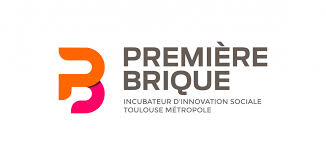 PREMIÈRE
BRIQUE
INCUBATEUR D'INNOVATION SOCIALE
TOULOUSE MÉTROPOLE